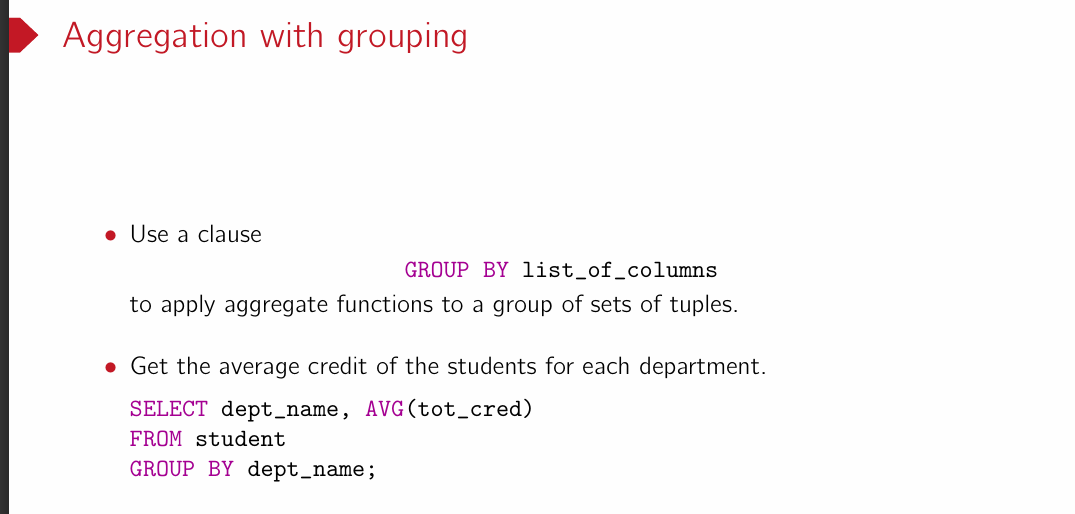 Aggregation with grouping
• Use a clause
GROUP BY list_of_columns
to apply aggregate functions to a group of sets of tuples.
• Get the average credit of the students for each department.
SELECT dept_name, AVG(tot_cred)
FROM student
GROUP BY dept_name;